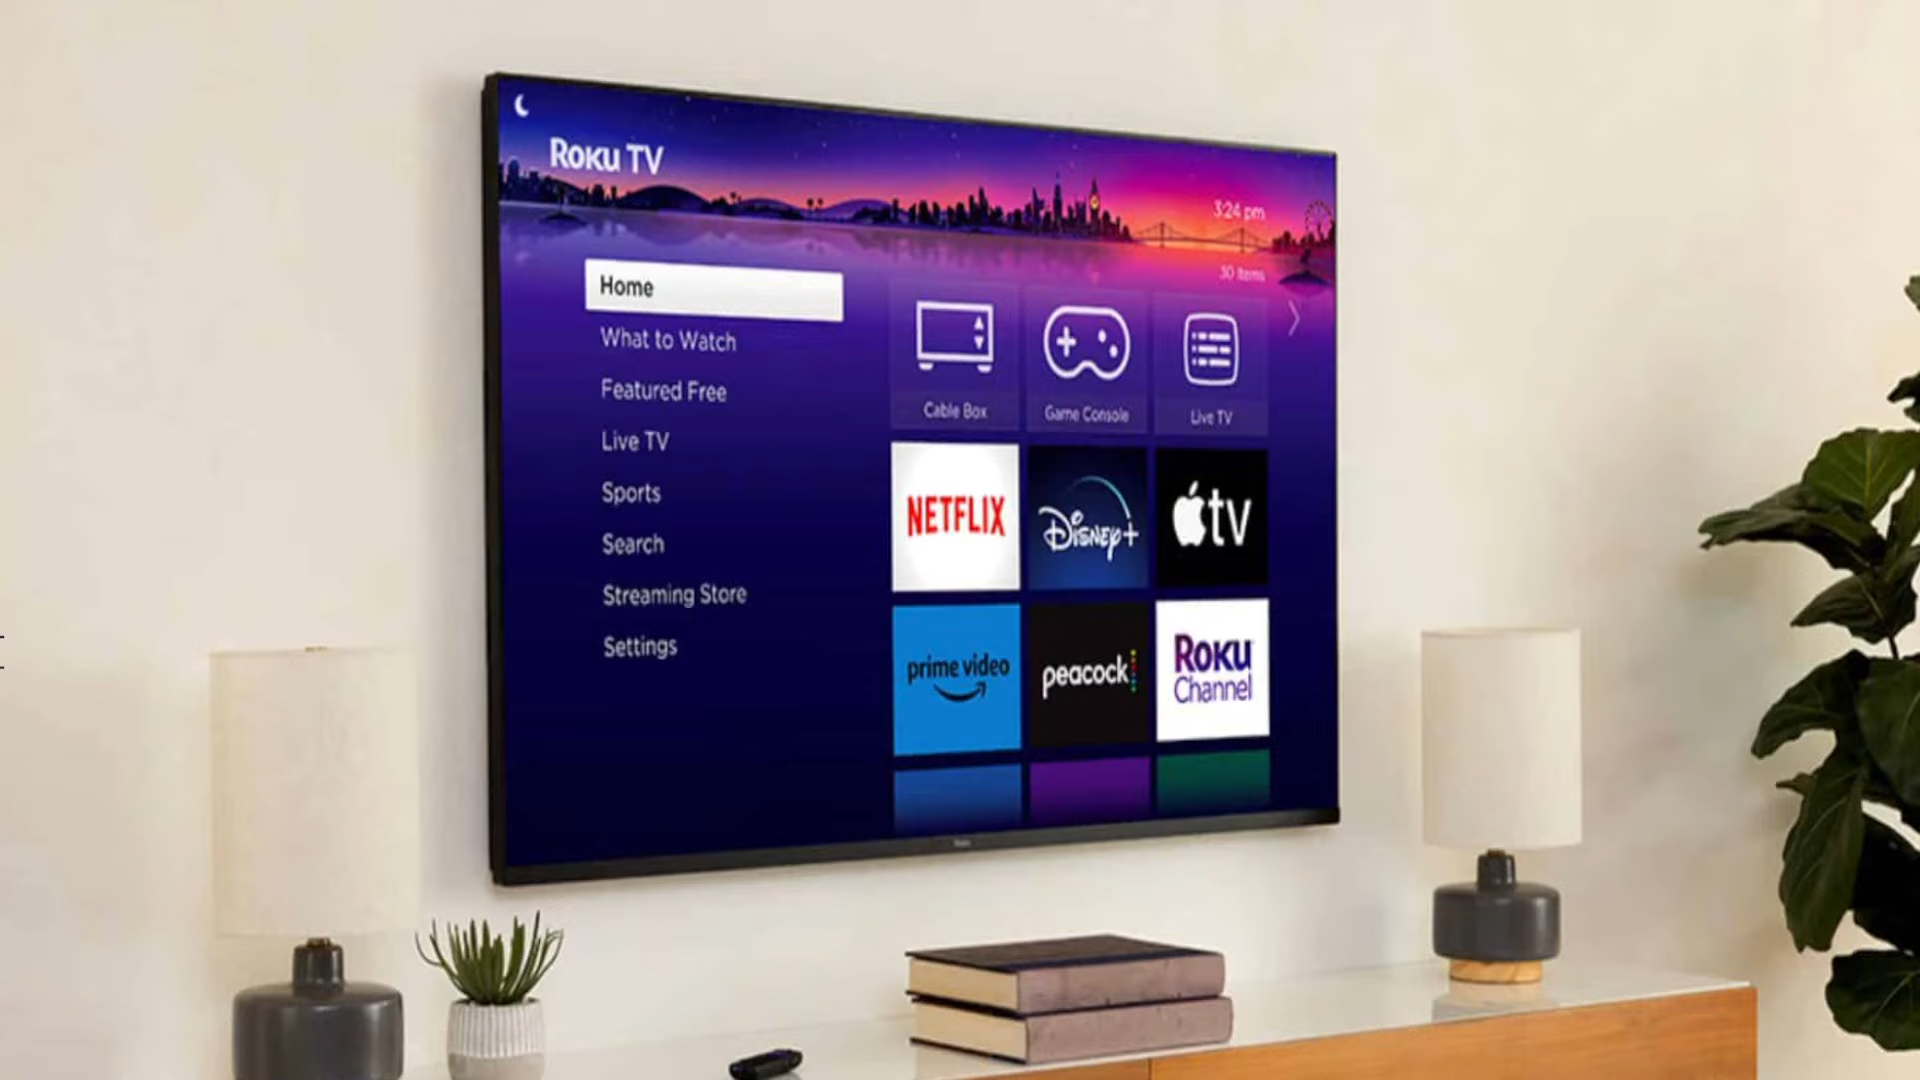 Roku TV
3:24 pm
30 items
Home
What to Watch
Featured Free
Live TV
Sports
Search
Streaming Store
Settings
Cable Box
Game Console
Live TV
NETFLIX
Disney+
tv
prime video
peacock
Roku
Channel